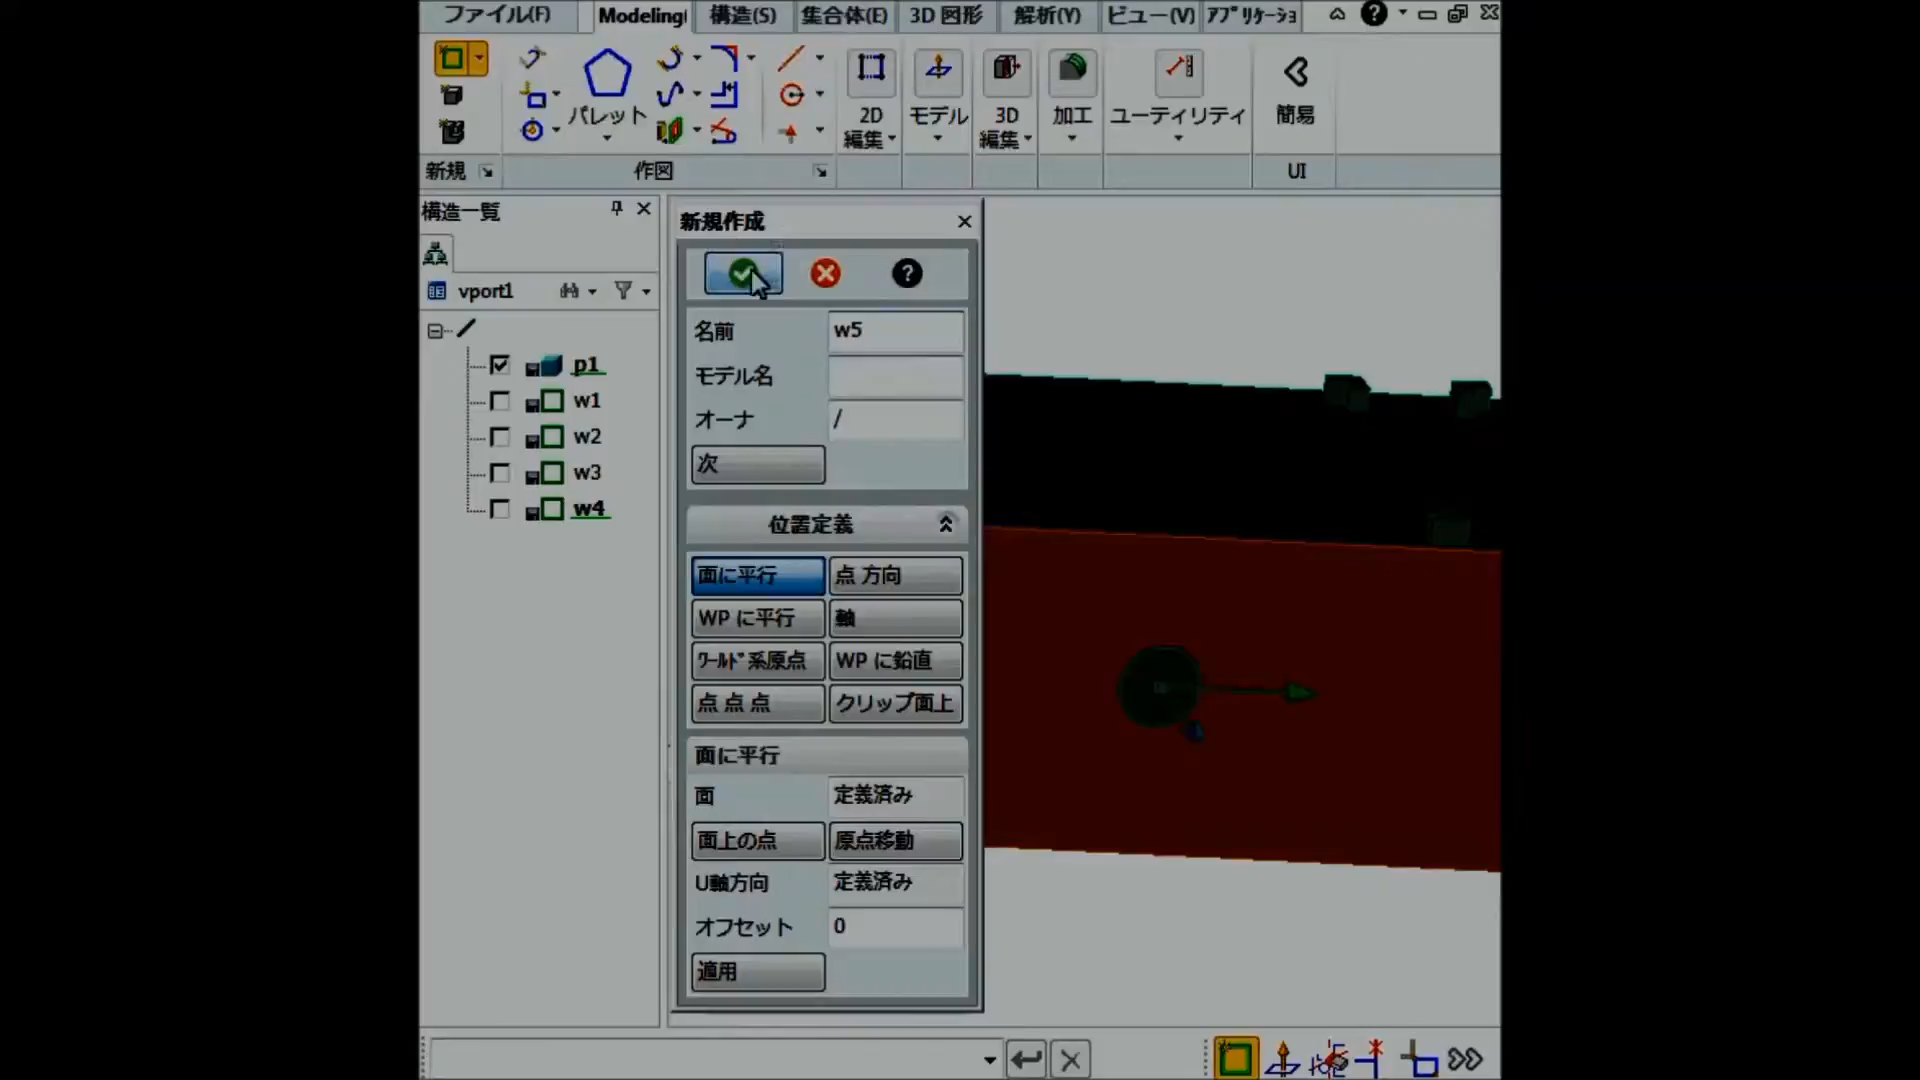 ファイル(F)
Modeling(
構造(S)
集合体(E)
3D 図形
解析(Y)
ビュー(V)
ｱﾌﾟﾘｹｰｼｮ
パレット
2D
編集
モデル
3D
編集
加工
ユーティリティ
簡易
新規
作図
UI
構造一覧
vport1
p1
w1
w2
w3
w4
新規作成
名前 w5
モデル名
オーナ /
次
位置定義
面に平行 点 方向
WP に平行 軸
ﾜｰﾙﾄﾞ系原点 WP に鉛直
点 点 点 クリップ面上
面に平行
面 定義済み
面上の点 原点移動
U軸方向 定義済み
オフセット 0
適用